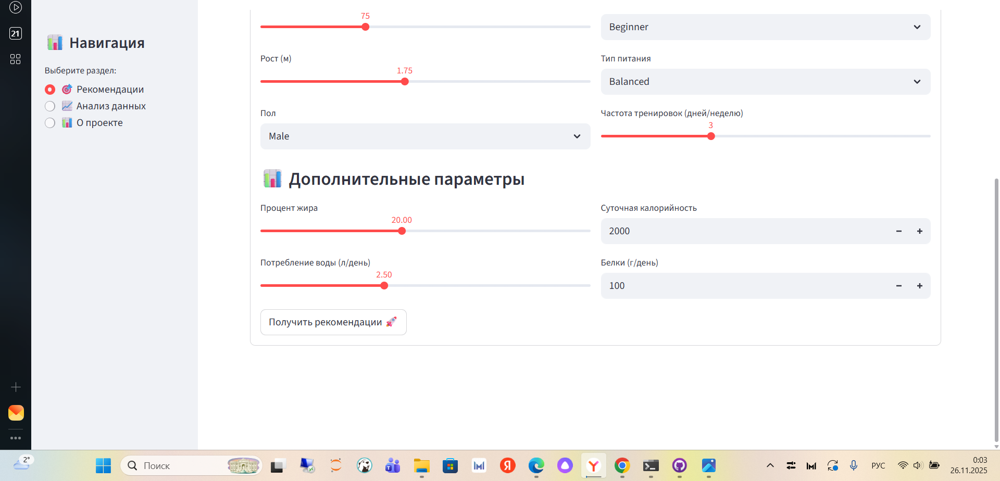 21
Навигация
Выберите раздел:
Рекомендации
Анализ данных
О проекте
75
Beginner
Рост (м)
1.75
Тип питания
Balanced
Пол
Male
Частота тренировок (дней/неделю)
3
Дополнительные параметры
Процент жира
20.00
Суточная калорийность
2000
Потребление воды (л/день)
2.50
Белки (г/день)
100
Получить рекомендации
2°
Поиск
РУС
0:03
26.11.2025